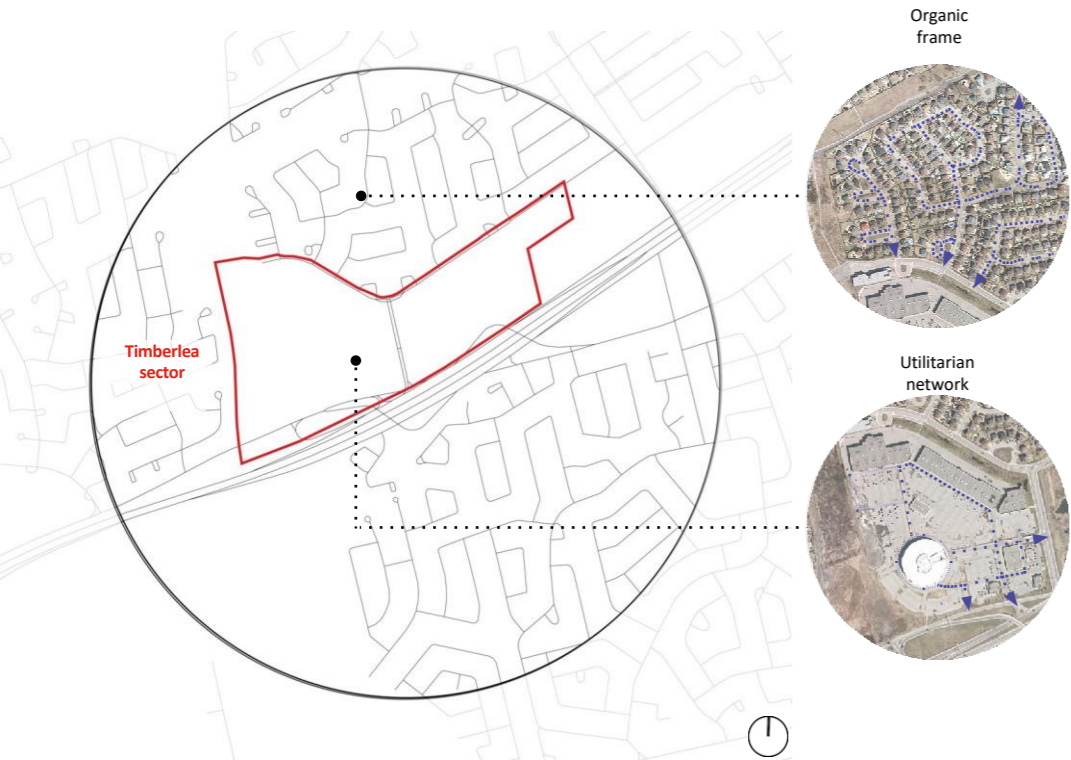 Organic
frame
Timberlea
sector
Utilitarian
network